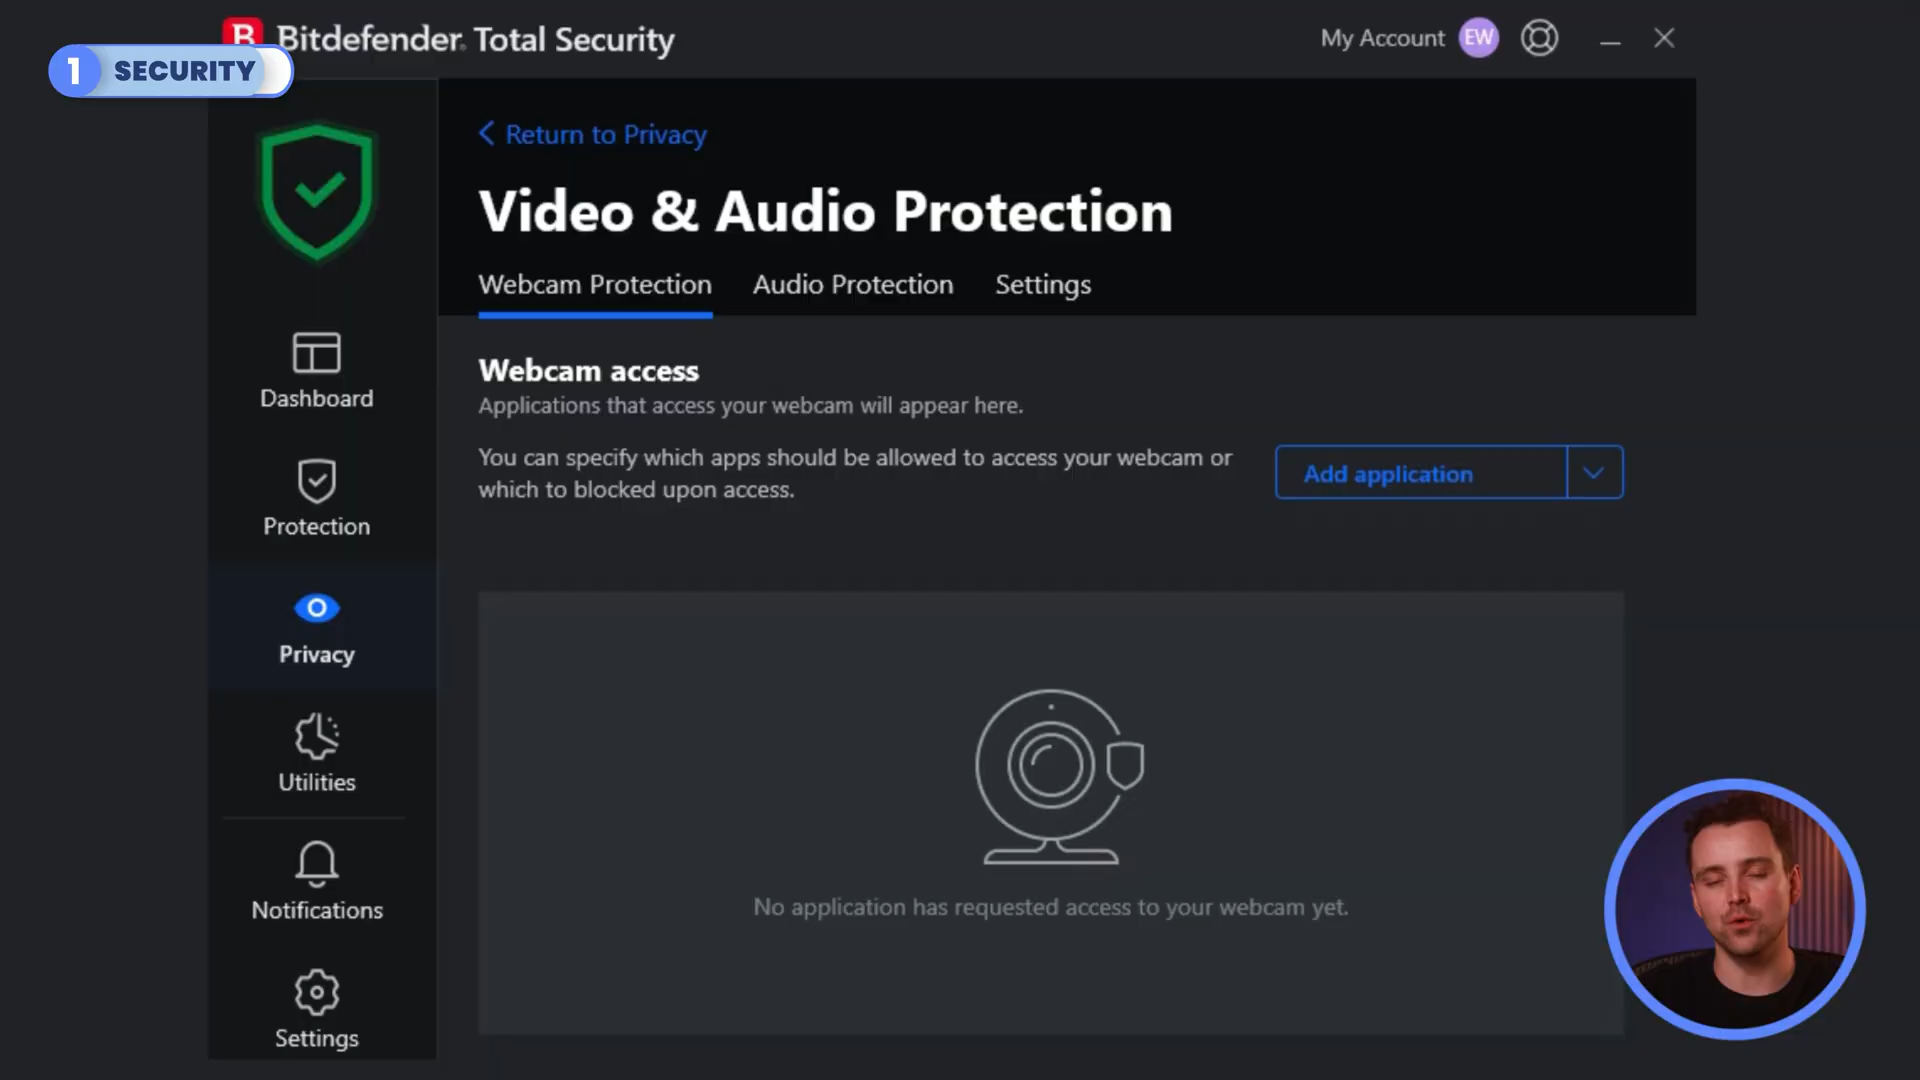 Bitdefender Total Security
My Account
EW
1 SECURITY
Return to Privacy
Video & Audio Protection
Webcam Protection
Audio Protection
Settings
Webcam access
Applications that access your webcam will appear here.
You can specify which apps should be allowed to access your webcam or
which to blocked upon access.
Add application
Dashboard
Protection
Privacy
Utilities
Notifications
Settings
No application has requested access to your webcam yet.